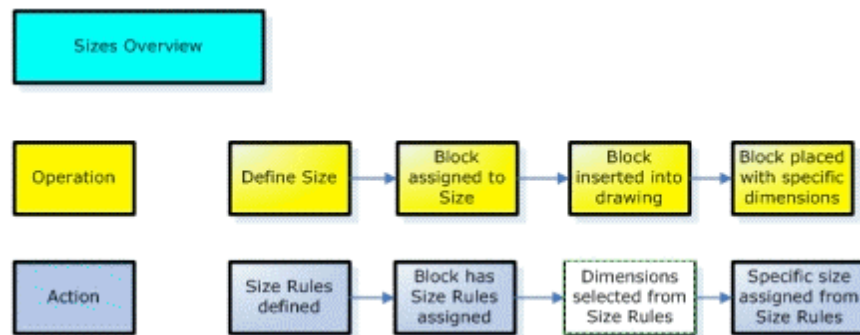 Sizes Overview
Operation
Define Size
Block
assigned to
Size
Block
inserted into
drawing
Block placed
with specific
dimensions
Action
Size Rules
defined
Block has
Size Rules
assigned
Dimensions
selected from
Size Rules
Specific size
assigned from
Size Rules